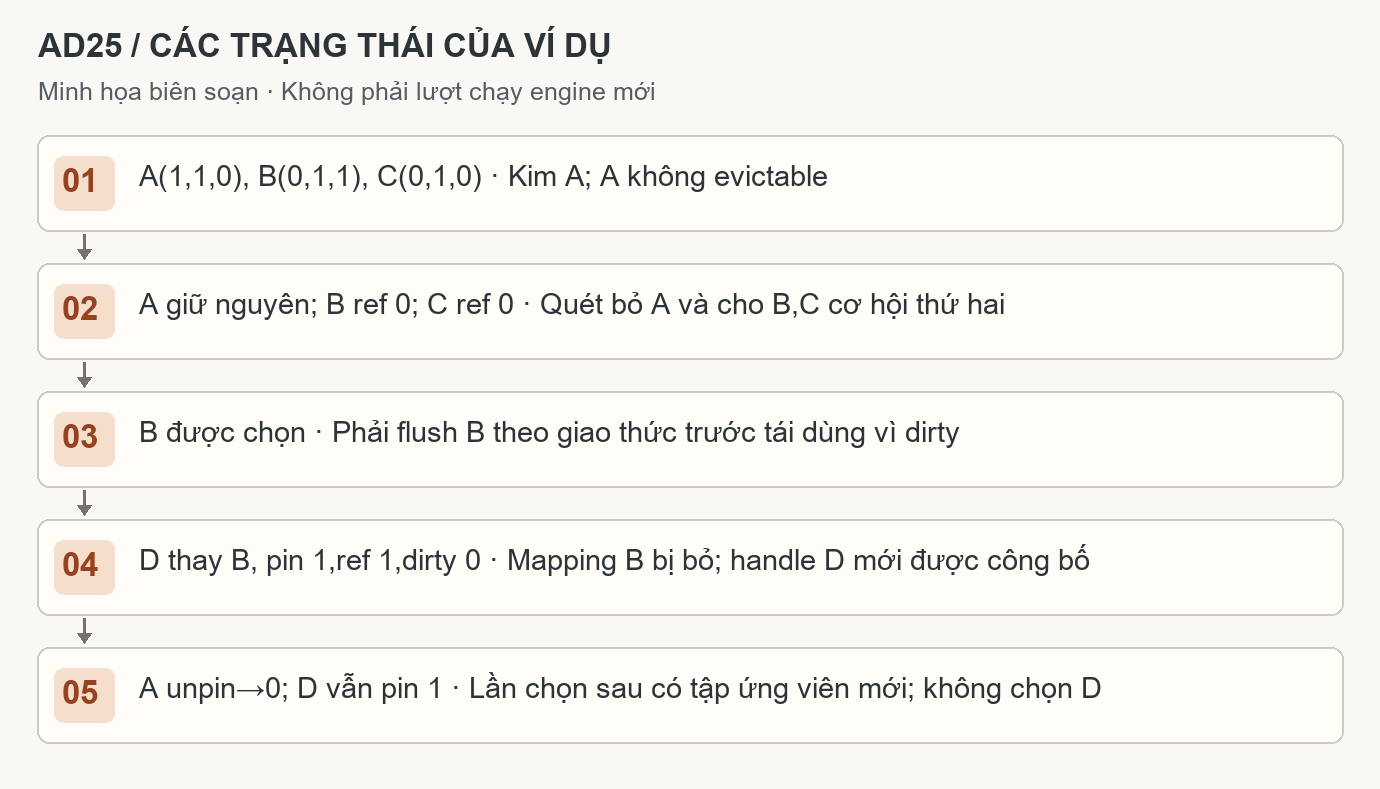 AD25 / CÁC TRẠNG THÁI CỦA VÍ DỤ
Minh họa biên soạn · Không phải lượt chạy engine mới
01 A(1,1,0), B(0,1,1), C(0,1,0) · Kim A; A không evictable
02 A giữ nguyên; B ref 0; C ref 0 · Quét bỏ A và cho B,C cơ hội thứ hai
03 B được chọn · Phải flush B theo giao thức trước tái dùng vì dirty
04 D thay B, pin 1,ref 1,dirty 0 · Mapping B bị bỏ; handle D mới được công bố
05 A unpin→0; D vẫn pin 1 · Lần chọn sau có tập ứng viên mới; không chọn D